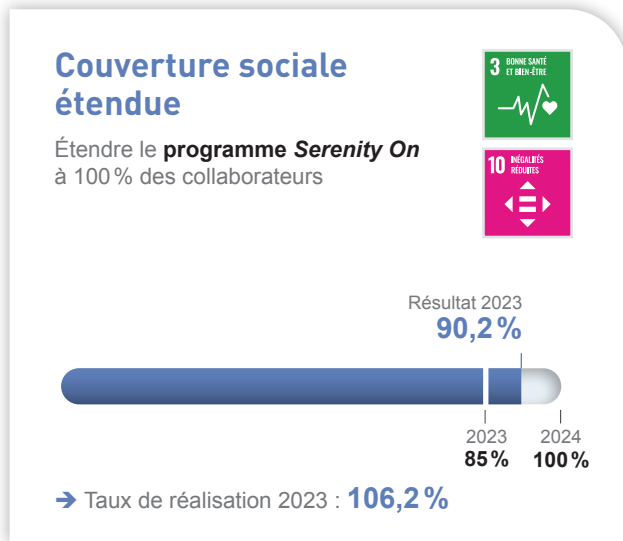 Couverture sociale
étendue
Étendre le programme Serenity On
à 100 % des collaborateurs
3 BONNE SANTÉ
ET BIEN-ÊTRE
10 INÉGALITÉS
RÉDUITES
Résultat 2023
90,2 %
2023
85 %
2024
100 %
➔ Taux de réalisation 2023 : 106,2 %